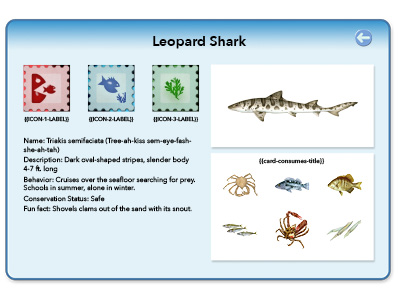 Leopard Shark
{{ICON-1-LABEL}} {{ICON-2-LABEL}} {{ICON-3-LABEL}}
Name: Triakis semifaciata (Tree-ah-kiss sem-eye-fash-
she-ah-tah)
Description: Dark oval-shaped stripes, slender body
4-7 ft. long
Behavior: Cruises over the seafloor searching for prey.
Schools in summer, alone in winter.
Conservation Status: Safe
Fun fact: Shovels clams out of the sand with its snout.
{{card-consumes-title}}